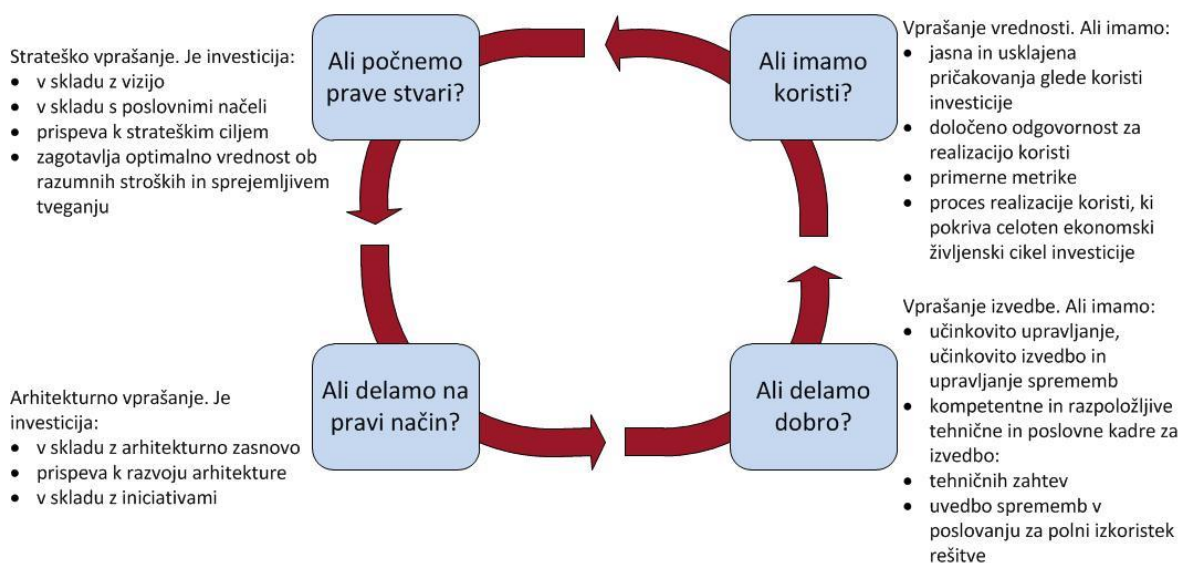 Strateško vprašanje. Je investicija:
• v skladu z vizijo
• v skladu s poslovnimi načeli
• prispeva k strateškim ciljem
• zagotavlja optimalno vrednost ob
razumnih stroških in sprejemljivem
tveganju
Ali počnemo
prave stvari?
Ali imamo
koristi?
Vprašanje vrednosti. Ali imamo:
• jasna in usklajena
pričakovanja glede koristi
investicije
• določeno odgovornost za
realizacijo koristi
• primerne metrike
• proces realizacije koristi, ki
pokriva celoten ekonomski
življenski cikel investicije
Arhitekturno vprašanje. Je
investicija:
• v skladu z arhitekturno zasnovo
• prispeva k razvoju arhitekture
• v skladu z iniciativami
Ali delamo na
pravi način?
Ali delamo
dobro?
Vprašanje izvedbe. Ali imamo:
• učinkovito upravljanje,
učinkovito izvedbo in
upravljanje sprememb
• kompetentne in razpoložljive
tehnične in poslovne kadre za
izvedbo:
• tehničnih zahtev
• uvedbo sprememb v
poslovanju za polni izkoristek
rešitve